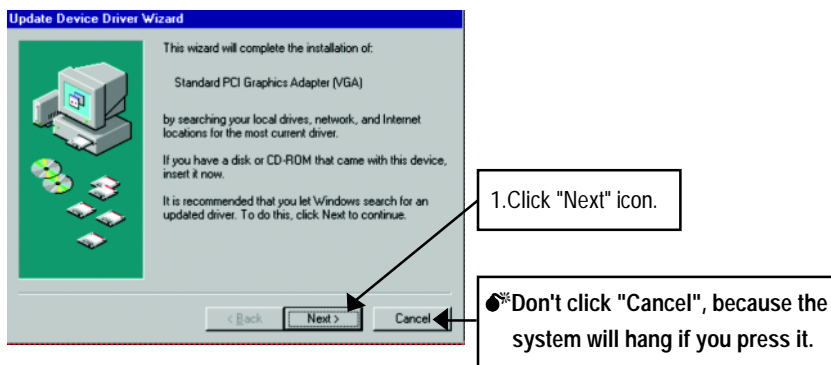 Update Device Driver Wizard
This wizard will complete the installation of:
Standard PCI Graphics Adapter (VGA)
by searching your local drives, network, and Internet
locations for the most current driver.
If you have a disk or CD-ROM that came with this device,
insert it now.
It is recommended that you let Windows search for an
updated driver. To do this, click Next to continue.
1.Click "Next" icon.
< Back
Next >
Cancel
Don't click "Cancel", because the
system will hang if you press it.